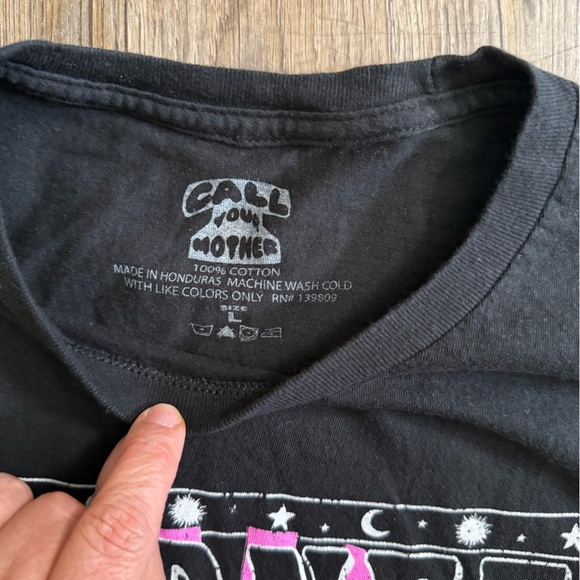 CALL
YOUR
MOTHER
100% COTTON
MADE IN HONDURAS MACHINE WASH COLD
WITH LIKE COLORS ONLY RN# 139809
SIZE
L